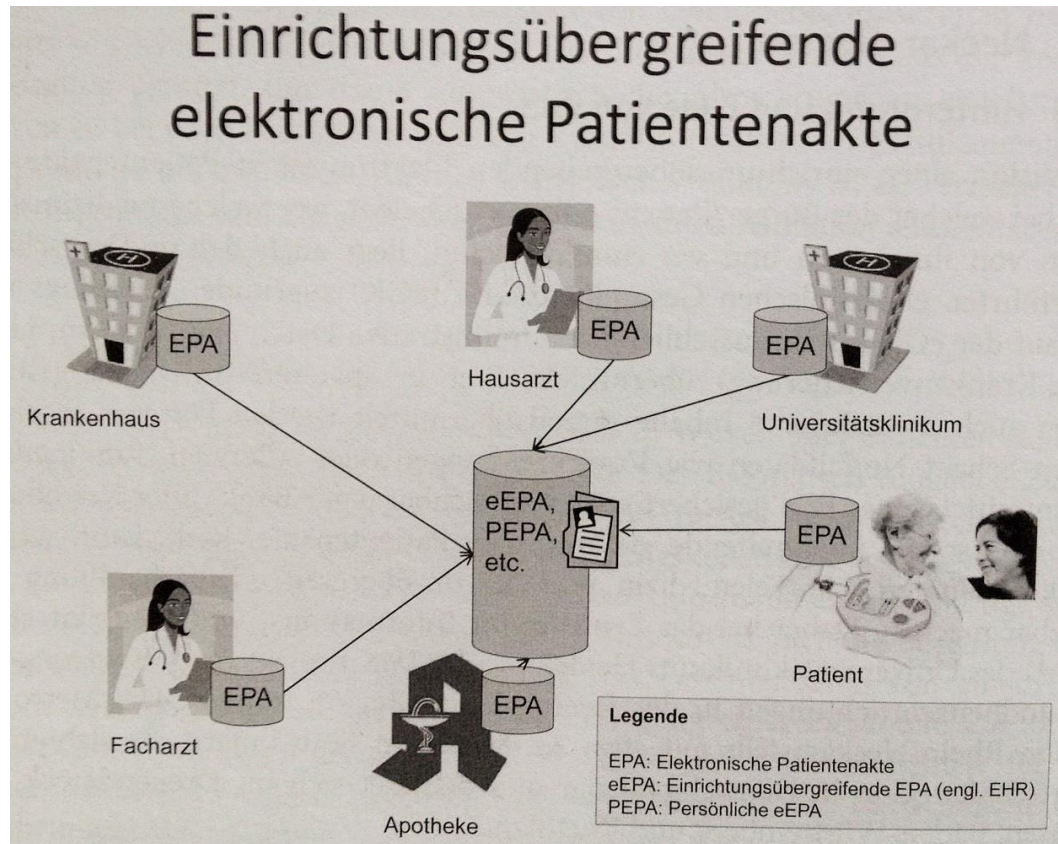 Einrichtungsübergreifende
elektronische Patientenakte
EPA
Krankenhaus
EPA
Hausarzt
EPA
Universitätsklinikum
eEPA,
PEPA,
etc.
EPA
Patient
EPA
Facharzt
EPA
Apotheke
Legende
EPA: Elektronische Patientenakte
eEPA: Einrichtungsübergreifende EPA (engl. EHR)
PEPA: Persönliche eEPA